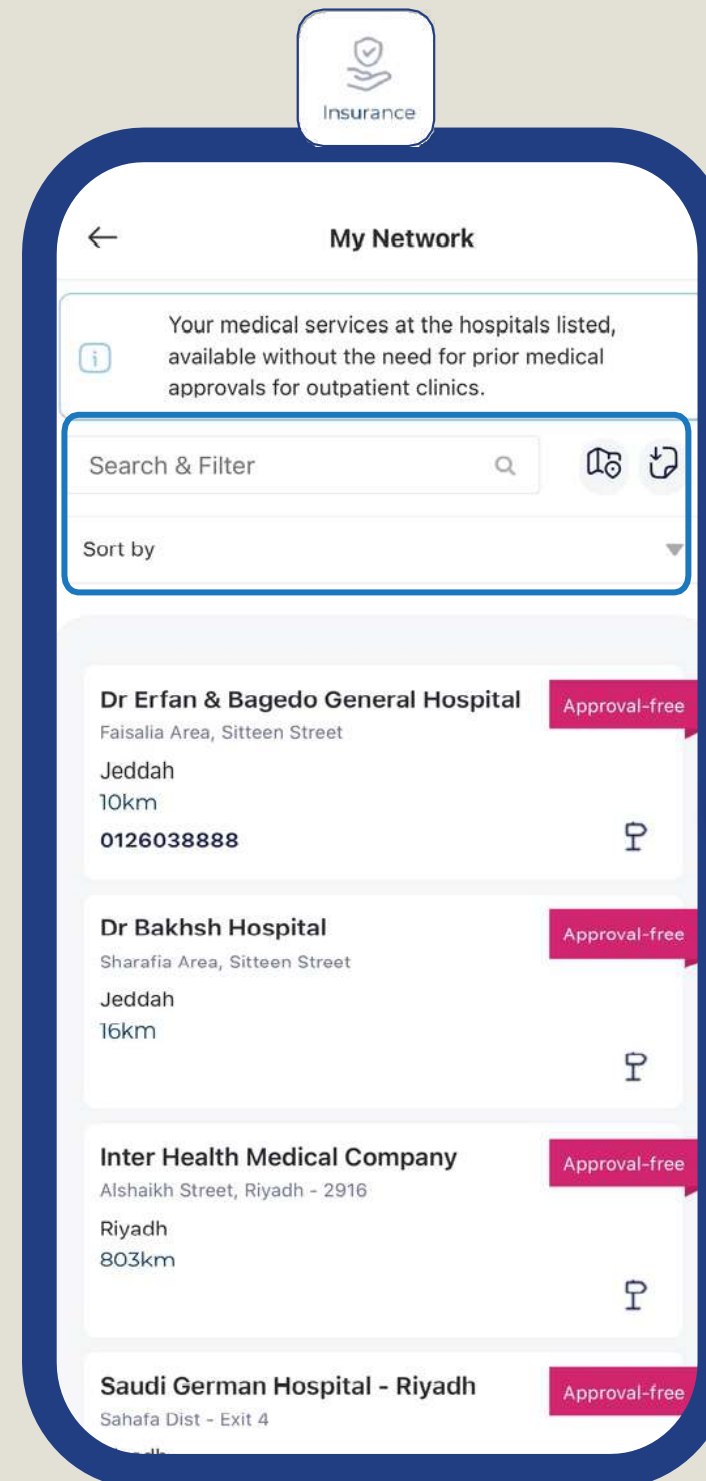 Insurance
My Network
Your medical services at the hospitals listed,
available without the need for prior medical
approvals for outpatient clinics.
Search & Filter
Sort by
Dr Erfan & Bagedo General Hospital
Approval-free
Faisalia Area, Sitteen Street
Jeddah
10km
0126038888
Dr Bakhsh Hospital
Approval-free
Sharafia Area, Sitteen Street
Jeddah
16km
Inter Health Medical Company
Approval-free
Alshaikh Street, Riyadh - 2916
Riyadh
803km
Saudi German Hospital - Riyadh
Approval-free
Sahafa Dist - Exit 4